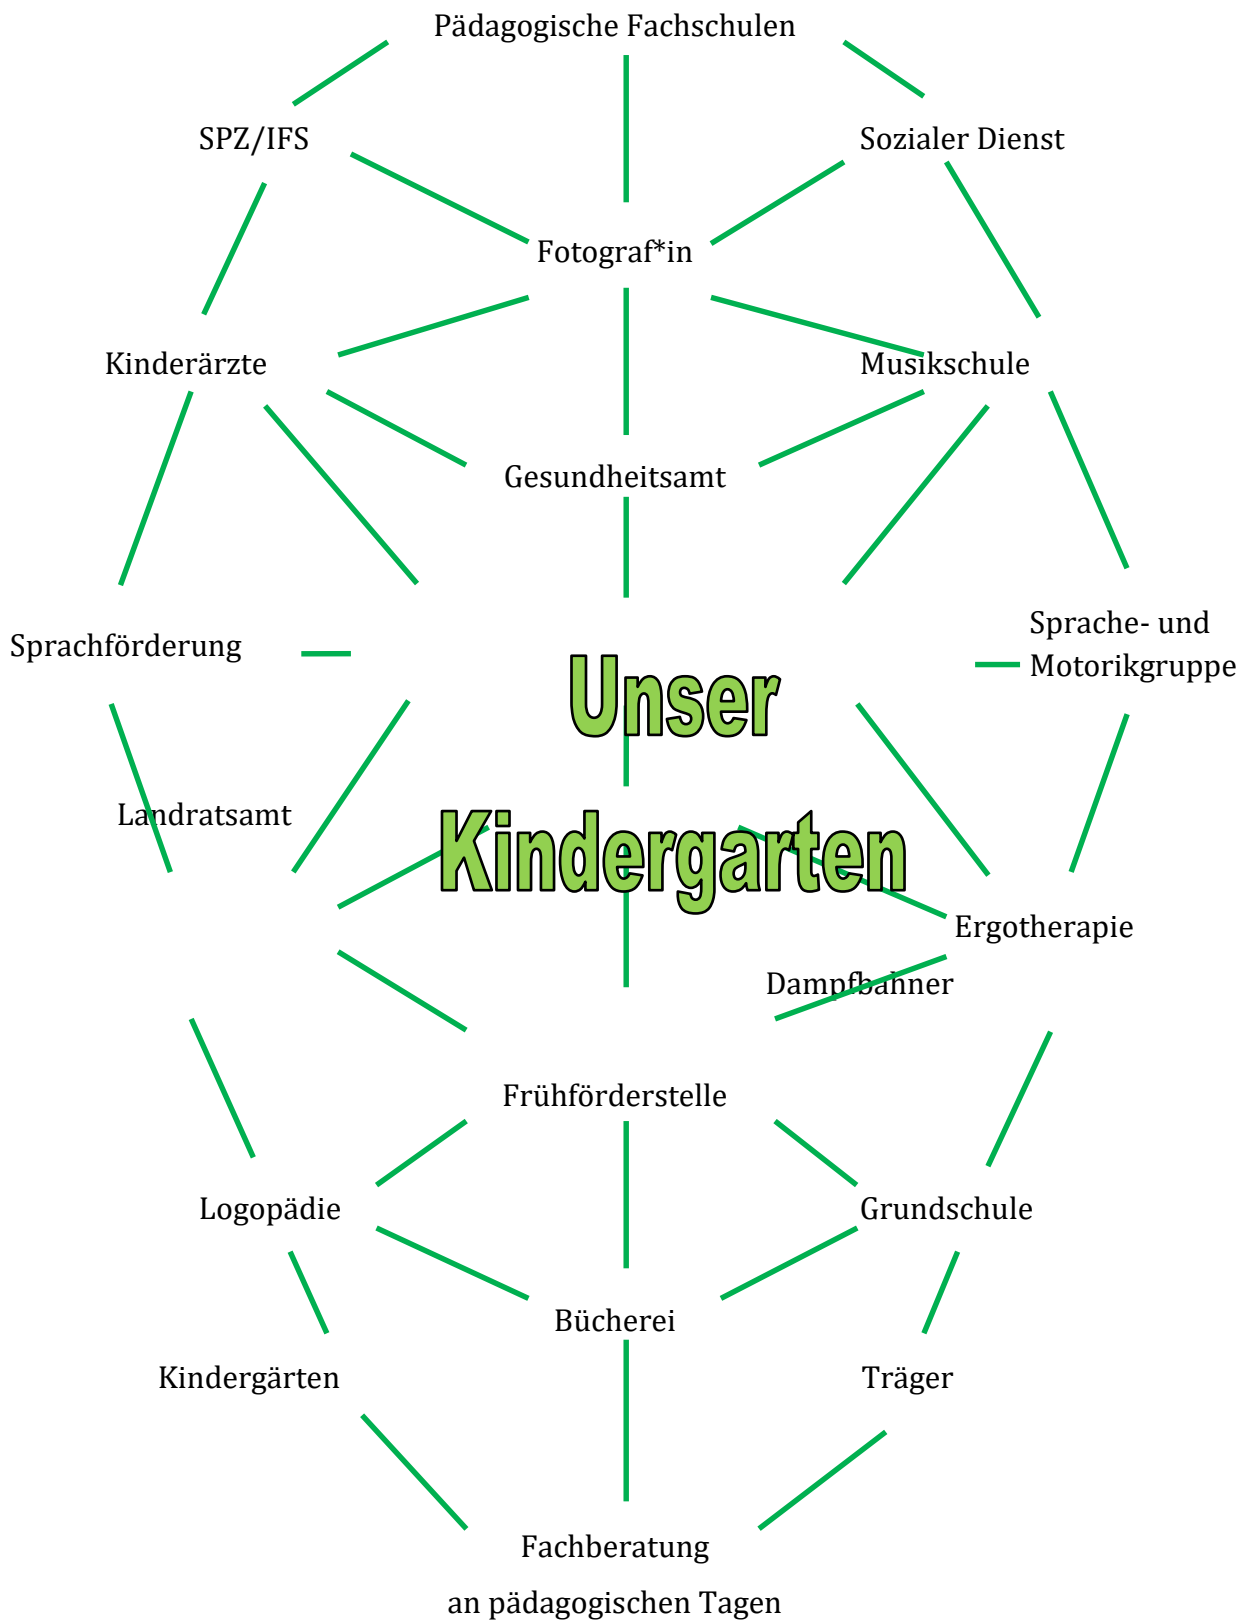 Pädagogische Fachschulen
SPZ/IFS
Sozialer Dienst
Fotograf*in
Kinderärzte
Musikschule
Gesundheitsamt
Sprache- und
Motorikgruppe
Sprachförderung
Unser
Landratsamt
Kindergarten
Ergotherapie
Dampfbahner
Frühförderstelle
Logopädie
Grundschule
Bücherei
Kindergärten
Träger
Fachberatung
an pädagogischen Tagen